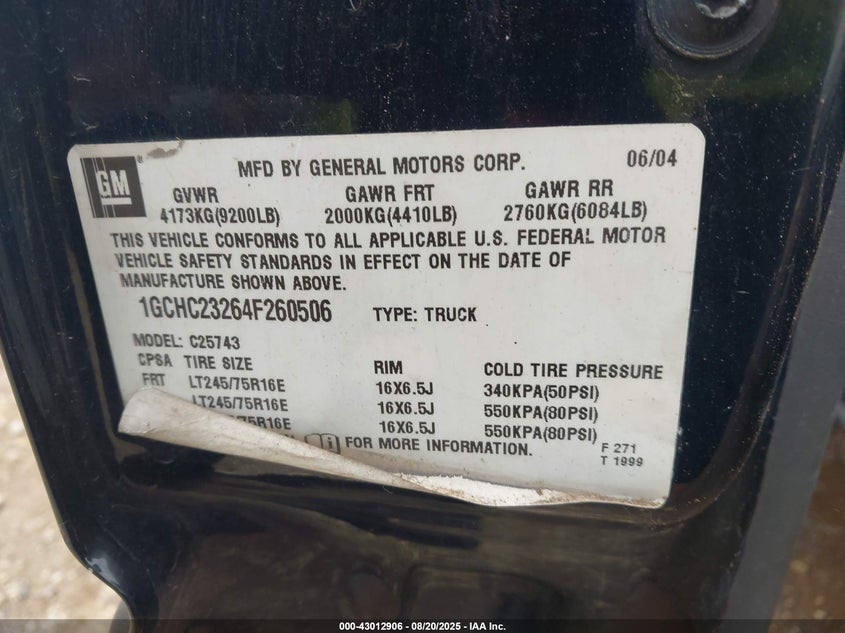 GM
MFD BY GENERAL MOTORS CORP. 06/04
GVWR GAWR FRT GAWR RR
4173KG(9200LB) 2000KG(4410LB) 2760KG(6084LB)
THIS VEHICLE CONFORMS TO ALL APPLICABLE U.S. FEDERAL MOTOR
VEHICLE SAFETY STANDARDS IN EFFECT ON THE DATE OF
MANUFACTURE SHOWN ABOVE.
1GCHC23264F260506 TYPE: TRUCK
MODEL: C25743
CPSA TIRE SIZE RIM COLD TIRE PRESSURE
FRT LT245/75R16E 16X6.5J 340KPA(50PSI)
LT245/75R16E 16X6.5J 550KPA(80PSI)
/75R16E 16X6.5J 550KPA(80PSI)
FOR MORE INFORMATION. F 271
T 1999
000-43012906 - 08/20/2025 - IAA Inc.